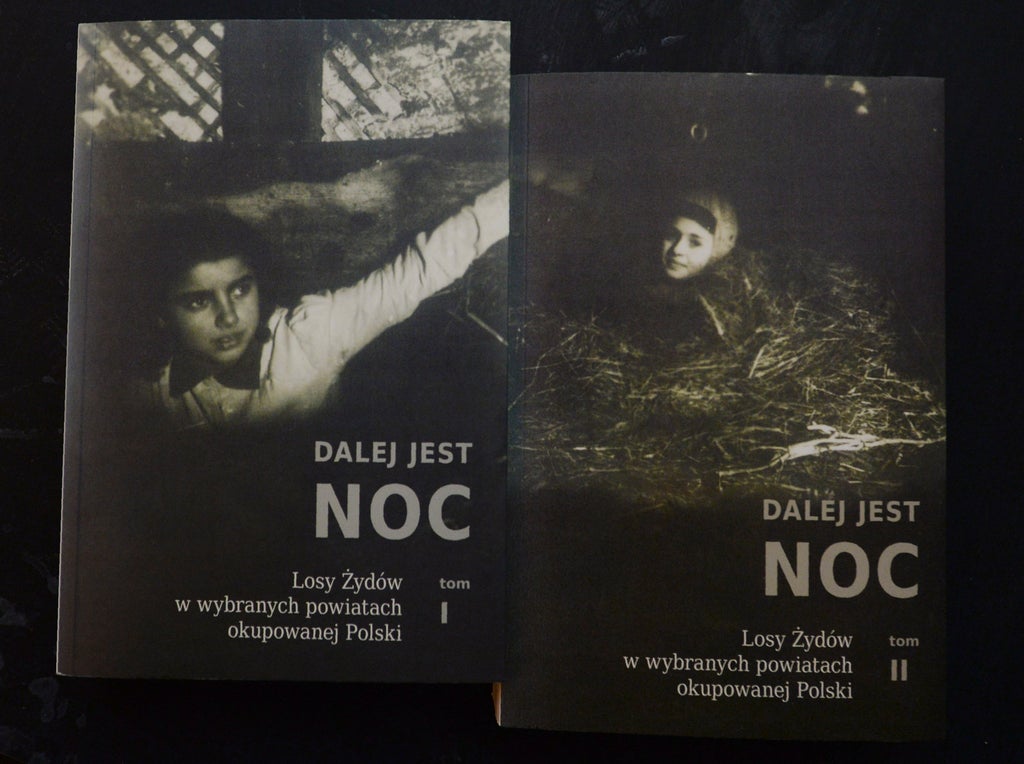 DALEJ JEST
NOC
Losy Żydów
w wybranych powiatach
okupowanej Polski
tom
I
DALEJ JEST
NOC
Losy Żydów
w wybranych powiatach
okupowanej Polski
tom
II